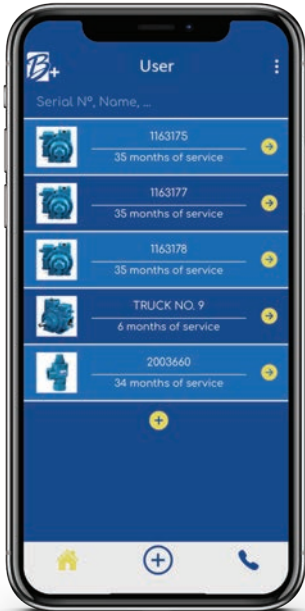 B+
User
Serial Nº, Name, ...
1163175
35 months of service
1163177
35 months of service
1163178
35 months of service
TRUCK NO. 9
6 months of service
2003660
34 months of service